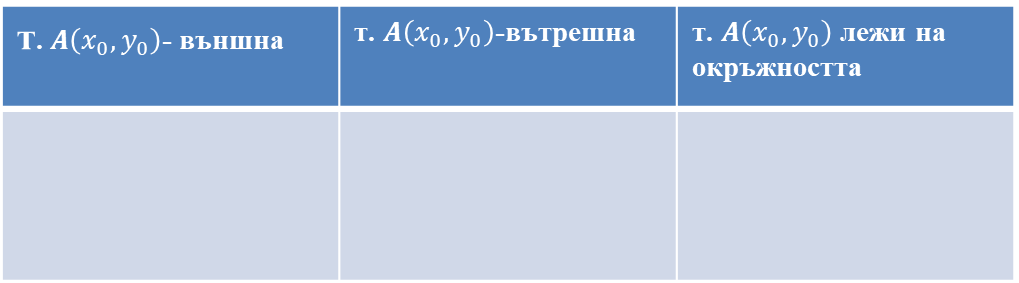 Т. A(x₀, y₀)- външна
т. A(x₀, y₀)-вътрешна
т. A(x₀, y₀) лежи на
окръжността